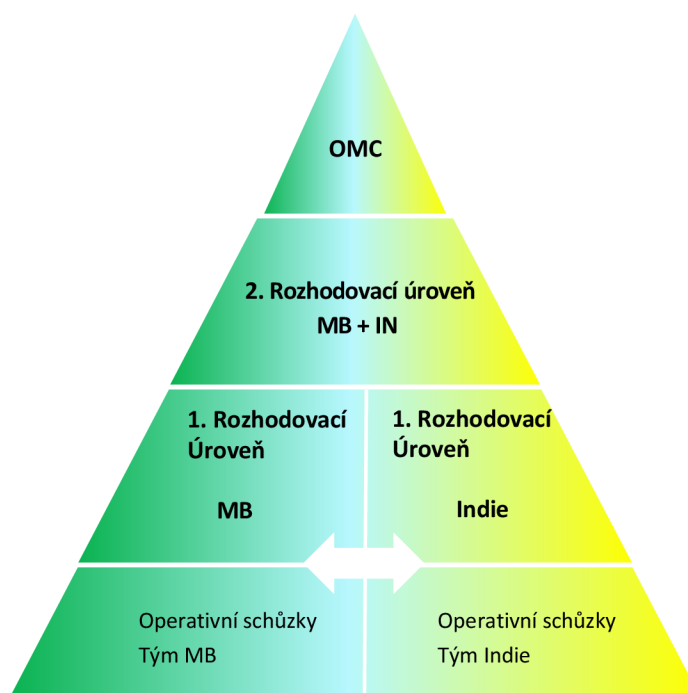 OMC
2. Rozhodovací úroveň
MB + IN
1. Rozhodovací
Úroveň
MB
1. Rozhodovací
Úroveň
Indie
Operativní schůzky
Tým MB
Operativní schůzky
Tým Indie